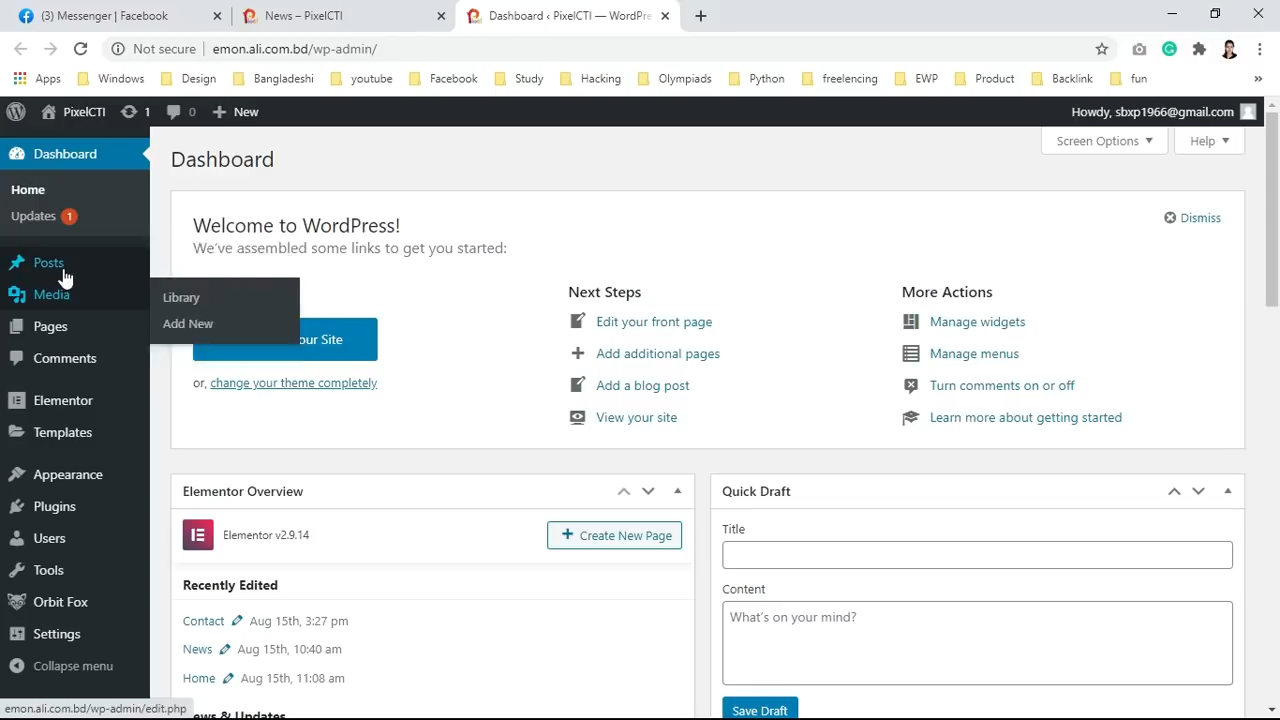 (3) Messenger | Facebook
News – PixelCTI
Dashboard ‹ PixelCTI — WordPre
Not secure
emon.ali.com.bd/wp-admin/
Apps
Windows
Design
Bangladeshi
youtube
Facebook
Study
Hacking
Olympiads
Python
freelencing
EWP
Product
Backlink
fun
»
PixelCTI
1
0
New
Howdy, sbxp1966@gmail.com
Dashboard
Home
Updates 1
Posts
Media
Library
Add New
Pages
Comments
Elementor
Templates
Appearance
Plugins
Users
Tools
Orbit Fox
Settings
Collapse menu
emon.ali.com.bd/wp-admin/edit.php
Dashboard
Screen Options
Help
Welcome to WordPress!
We've assembled some links to get you started:
Dismiss
our Site
or, change your theme completely
Next Steps
Edit your front page
Add additional pages
Add a blog post
View your site
More Actions
Manage widgets
Manage menus
Turn comments on or off
Learn more about getting started
Elementor Overview
Elementor v2.9.14
Create New Page
Recently Edited
Contact Aug 15th, 3:27 pm
News Aug 15th, 10:40 am
Home Aug 15th, 11:08 am
ews & Updates
Quick Draft
Title
Content
What's on your mind?
Save Draft